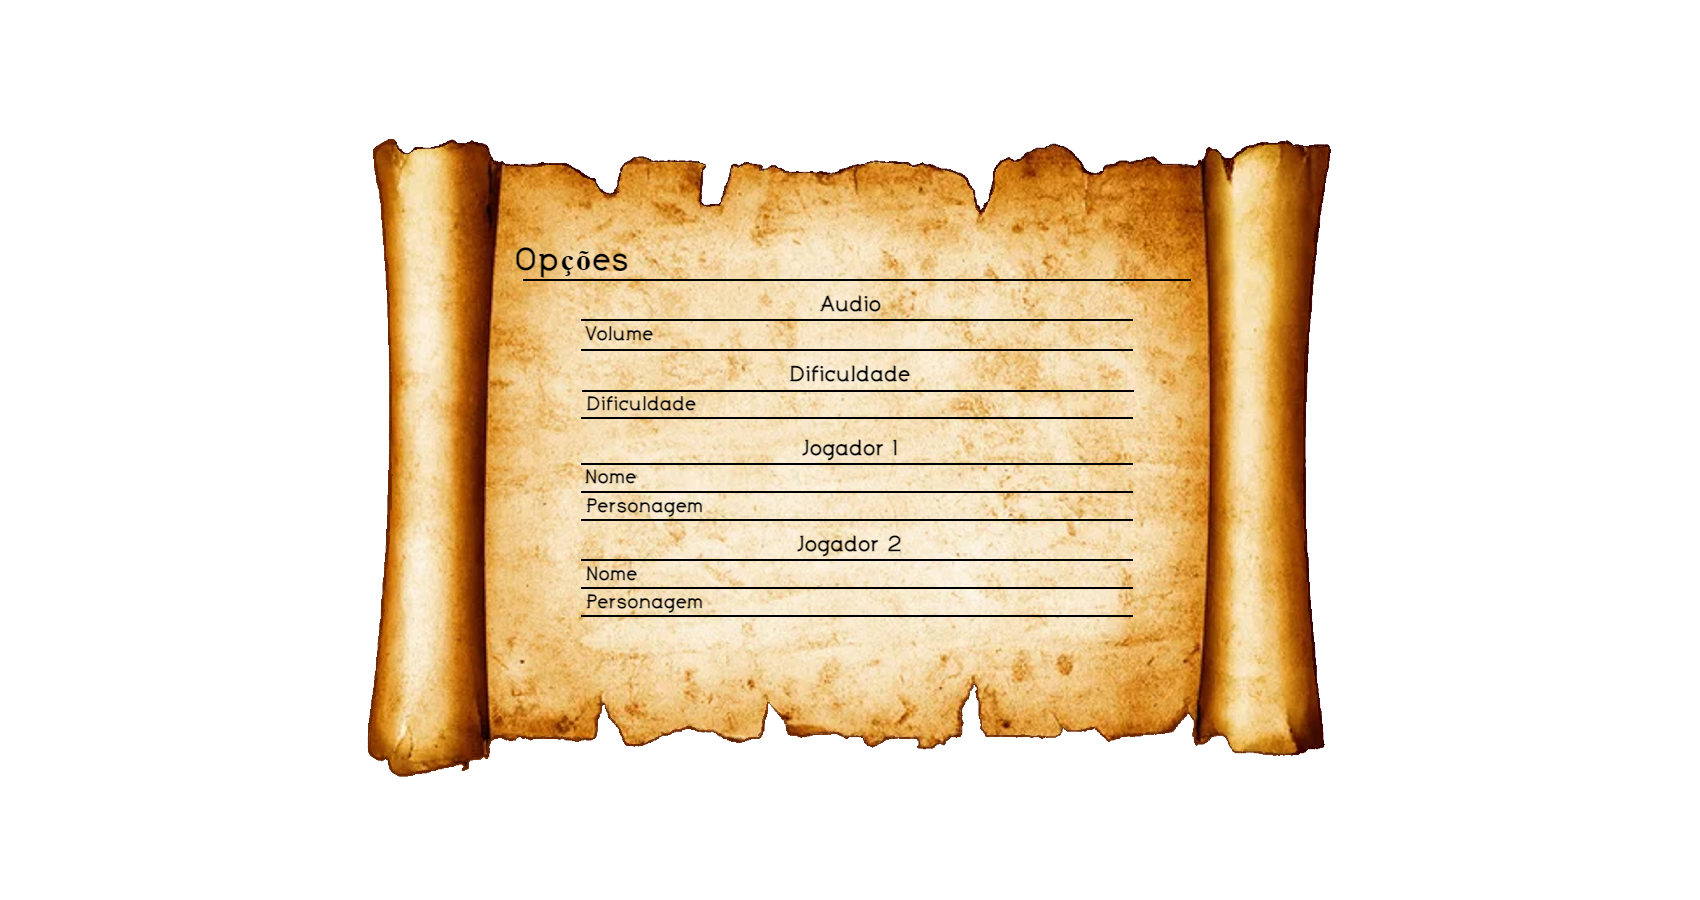 Opções
Audio
Volume
Dificuldade
Dificuldade
Jogador 1
Nome
Personagem
Jogador 2
Nome
Personagem